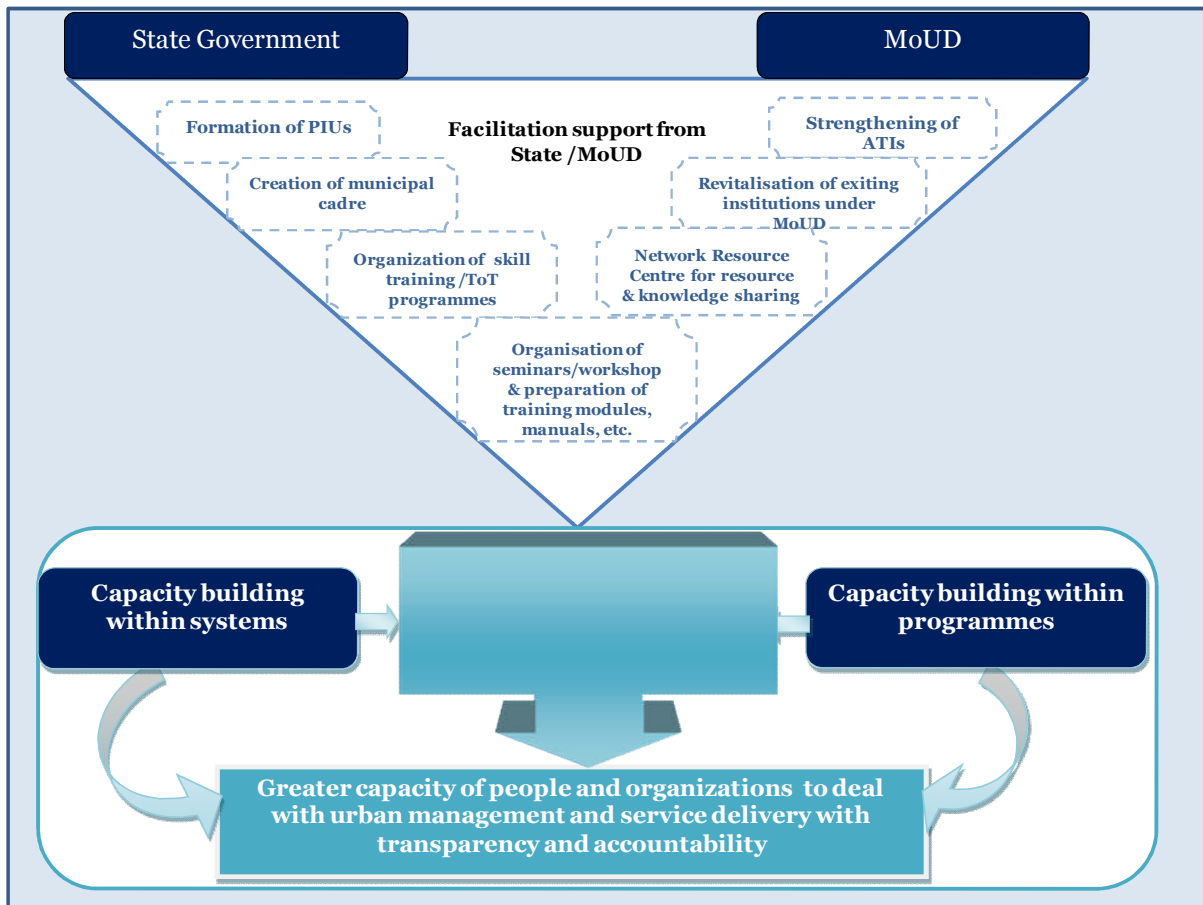 State Government
MoUD
Formation of PIUs
Facilitation support from
State /MoUD
Strengthening of
ATIs
Creation of municipal
cadre
Revitalisation of exiting
institutions under
MoUD
Organization of skill
training /ToT
programmes
Network Resource
Centre for resource
& knowledge sharing
Organisation of
seminars/workshop
& preparation of
training modules,
manuals, etc.
Capacity building
within systems
Capacity building within
programmes
Greater capacity of people and organizations to deal
with urban management and service delivery with
transparency and accountability